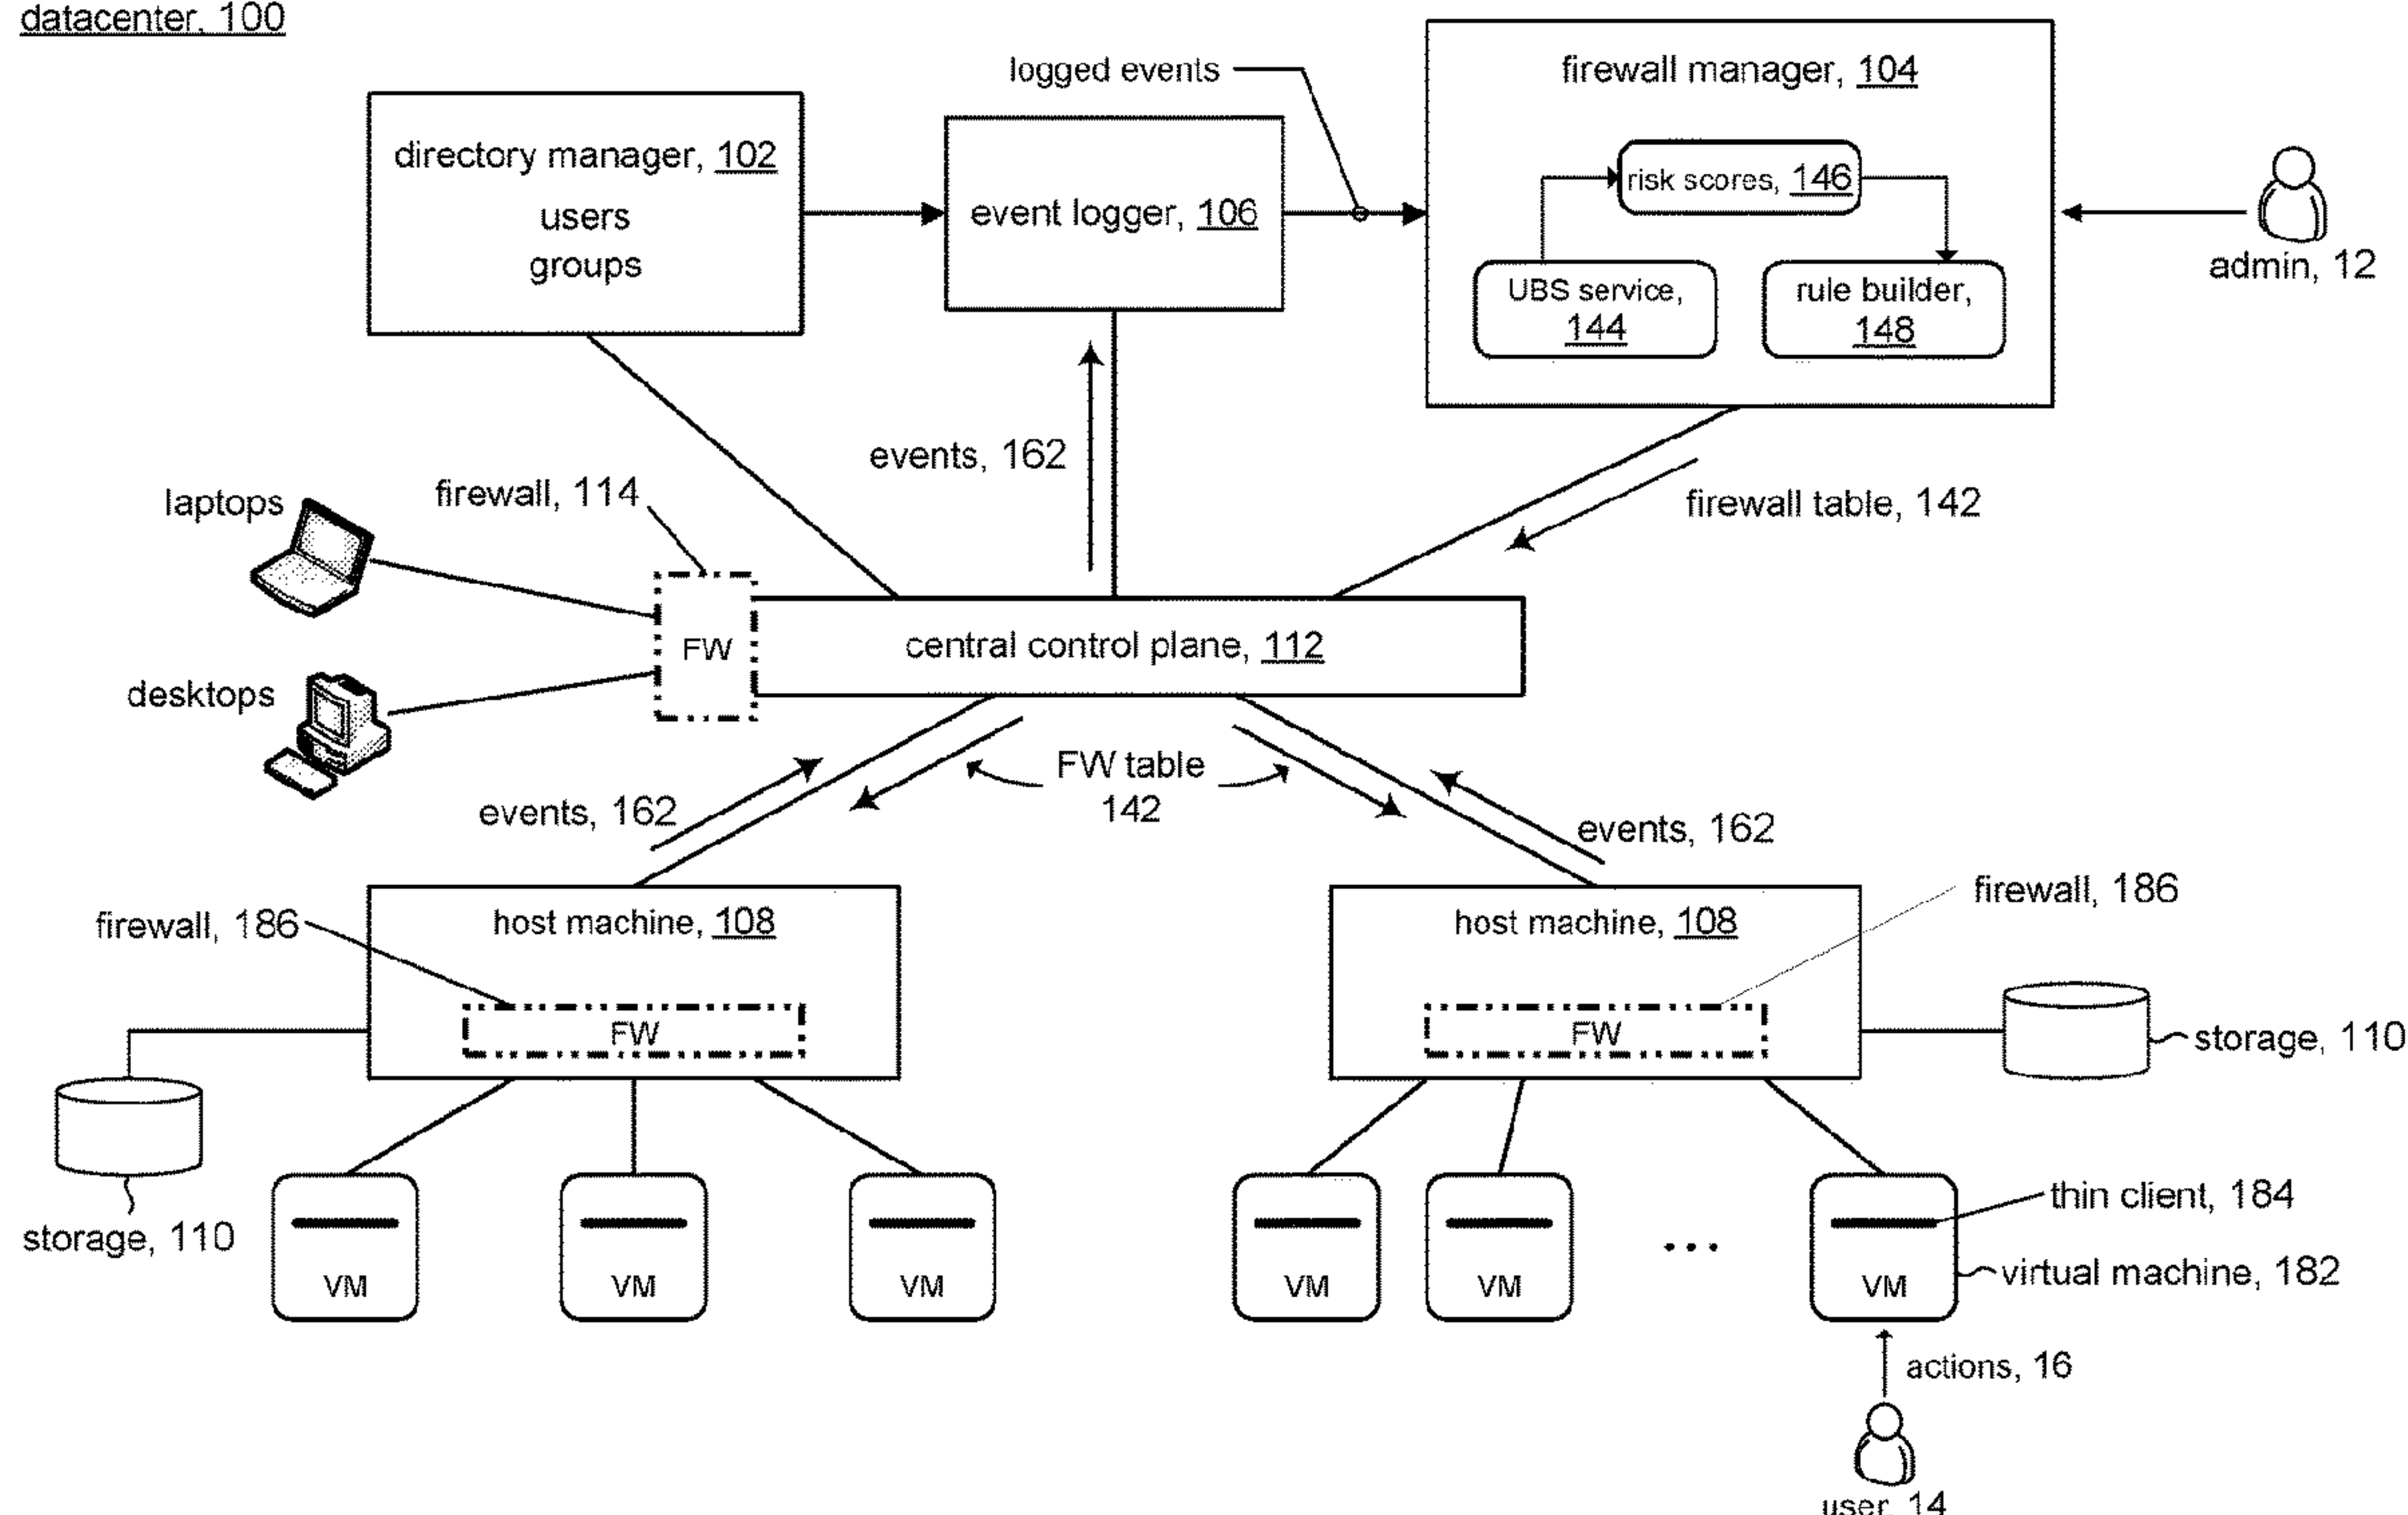 datacenter, 100
logged events
firewall manager, 104
directory manager, 102
users
groups
event logger, 106
risk scores, 146
UBS service,
144
rule builder,
148
admin, 12
events, 162
firewall table, 142
laptops
firewall, 114
desktops
FW
central control plane, 112
FW table
142
events, 162
events, 162
firewall, 186
host machine, 108
FW
host machine, 108
FW
firewall, 186
storage, 110
storage, 110
VM
VM
VM
VM
VM
...
VM
thin client, 184
virtual machine, 182
actions, 16
user, 14